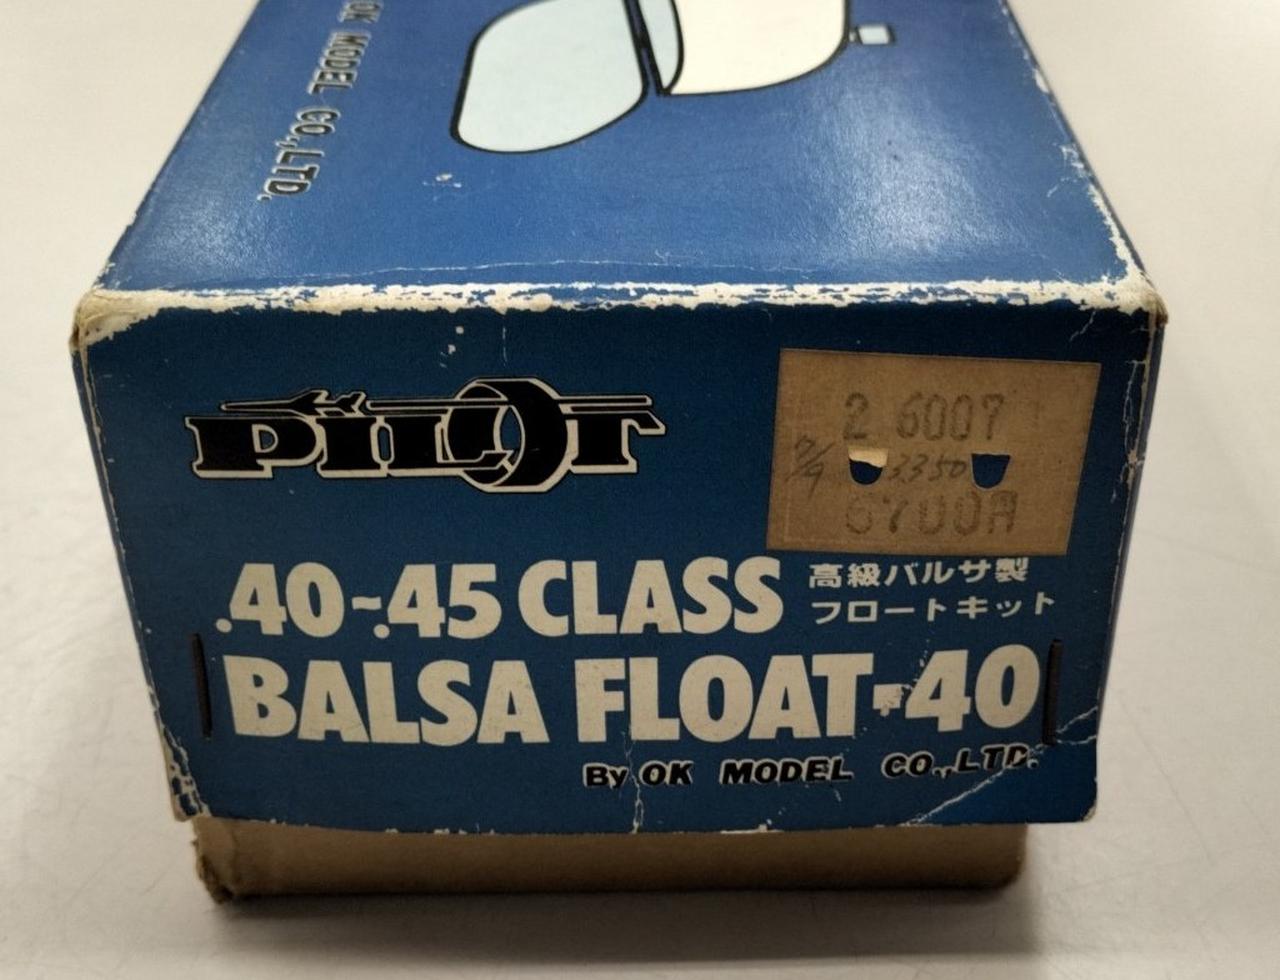 OK MODEL CO.,LTD.
PILOT
2 6007
3350
6700A
.40~.45 CLASS
高級バルサ製
フロートキット
BALSA FLOAT-40
By OK MODEL CO.,LTD.